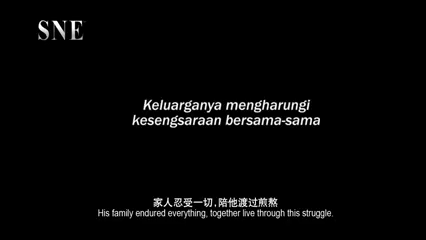 SNE
Keluarganya mengharungi
kesengsaraan bersama-sama
家人忍受一切，陪他渡过煎熬
His family endured everything, together live through this struggle.